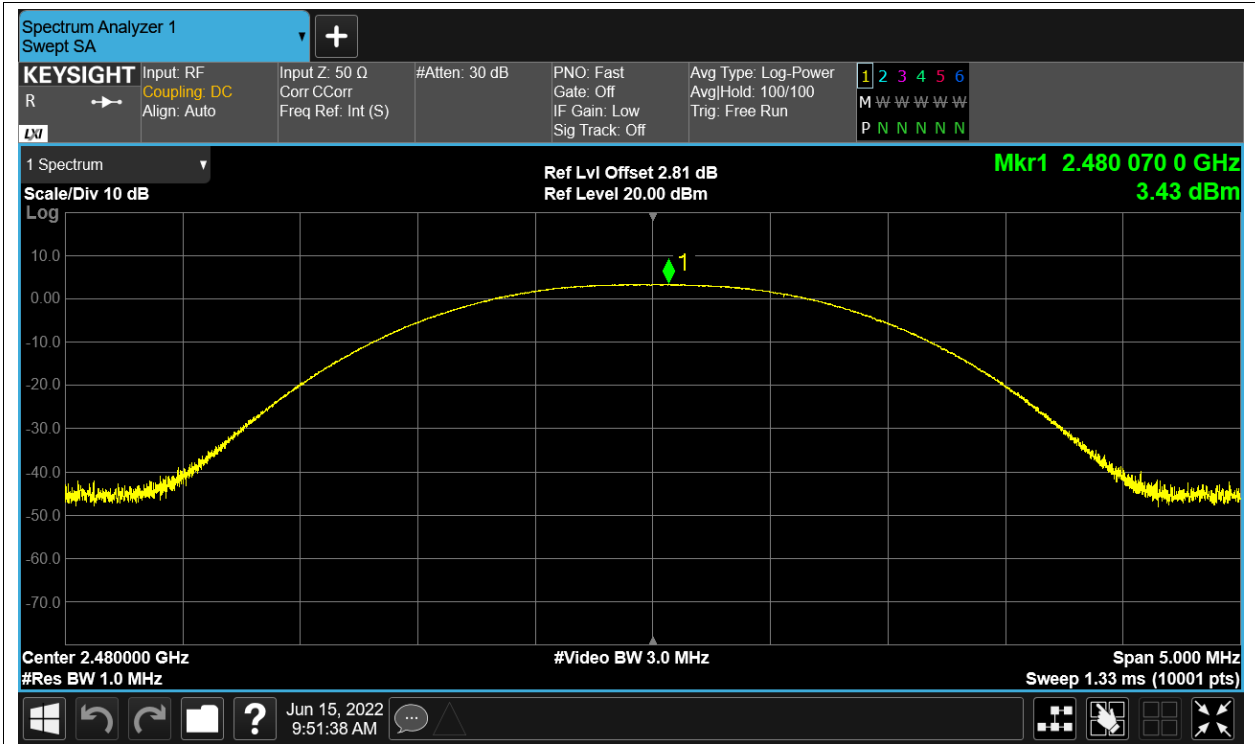 Spectrum Analyzer 1
Swept SA
KEYSIGHT
R
LXI
Input: RF
Coupling: DC
Align: Auto
Input Z: 50 Ω
Corr CCorr
Freq Ref: Int (S)
#Atten: 30 dB
PNO: Fast
Gate: Off
IF Gain: Low
Sig Track: Off
Avg Type: Log-Power
Avg|Hold: 100/100
Trig: Free Run
1 2 3 4 5 6
M W W W W W
P N N N N N
1 Spectrum
Scale/Div 10 dB
Log
Ref Lvl Offset 2.81 dB
Ref Level 20.00 dBm
Mkr1 2.480 070 0 GHz
3.43 dBm
1
10.0
0.00
-10.0
-20.0
-30.0
-40.0
-50.0
-60.0
-70.0
Center 2.480000 GHz
#Res BW 1.0 MHz
#Video BW 3.0 MHz
Span 5.000 MHz
Sweep 1.33 ms (10001 pts)
?
Jun 15, 2022
9:51:38 AM